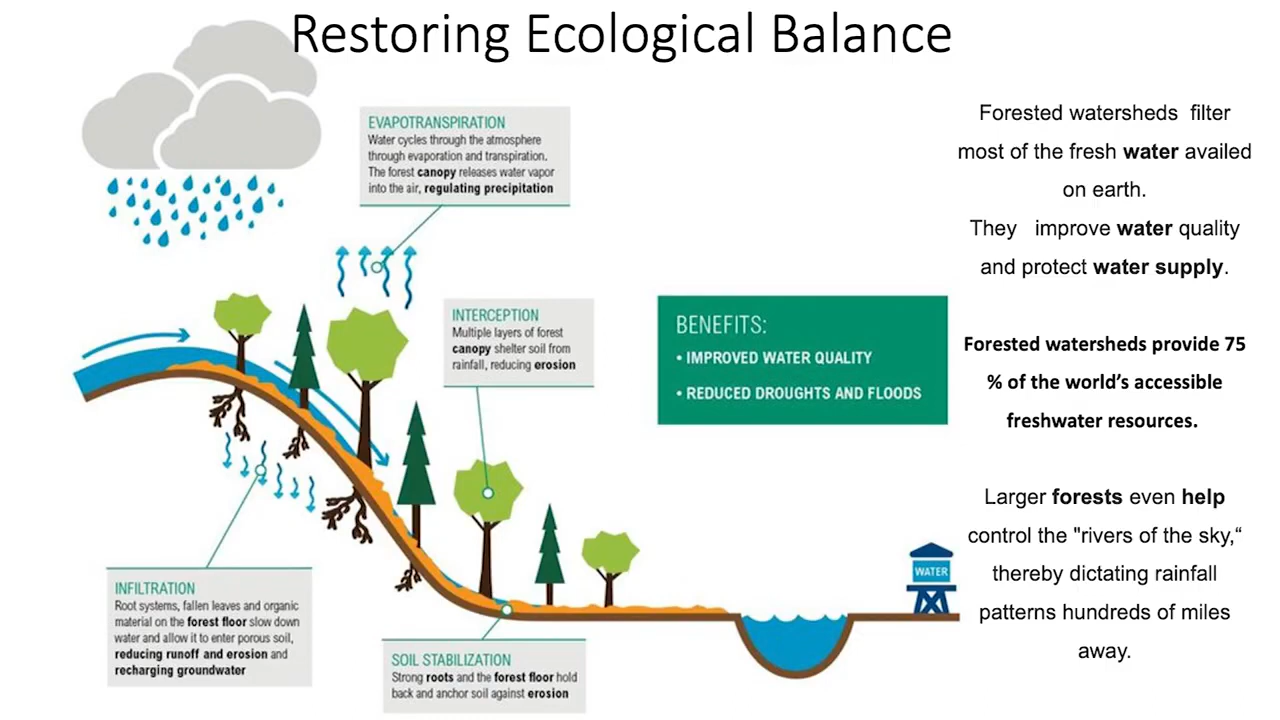 Restoring Ecological Balance
EVAPOTRANSPIRATION
Water cycles through the atmosphere
through evaporation and transpiration.
The forest canopy releases water vapor
into the air, regulating precipitation
INTERCEPTION
Multiple layers of forest
canopy shelter soil from
rainfall, reducing erosion
BENEFITS:
• IMPROVED WATER QUALITY
• REDUCED DROUGHTS AND FLOODS
INFILTRATION
Root systems, fallen leaves and organic
material on the forest floor slow down
water and allow it to enter porous soil,
reducing runoff and erosion and
recharging groundwater
SOIL STABILIZATION
Strong roots and the forest floor hold
back and anchor soil against erosion
WATER
Forested watersheds filter
most of the fresh water availed
on earth.
They improve water quality
and protect water supply.
Forested watersheds provide 75
% of the world’s accessible
freshwater resources.
Larger forests even help
control the "rivers of the sky,“
thereby dictating rainfall
patterns hundreds of miles
away.